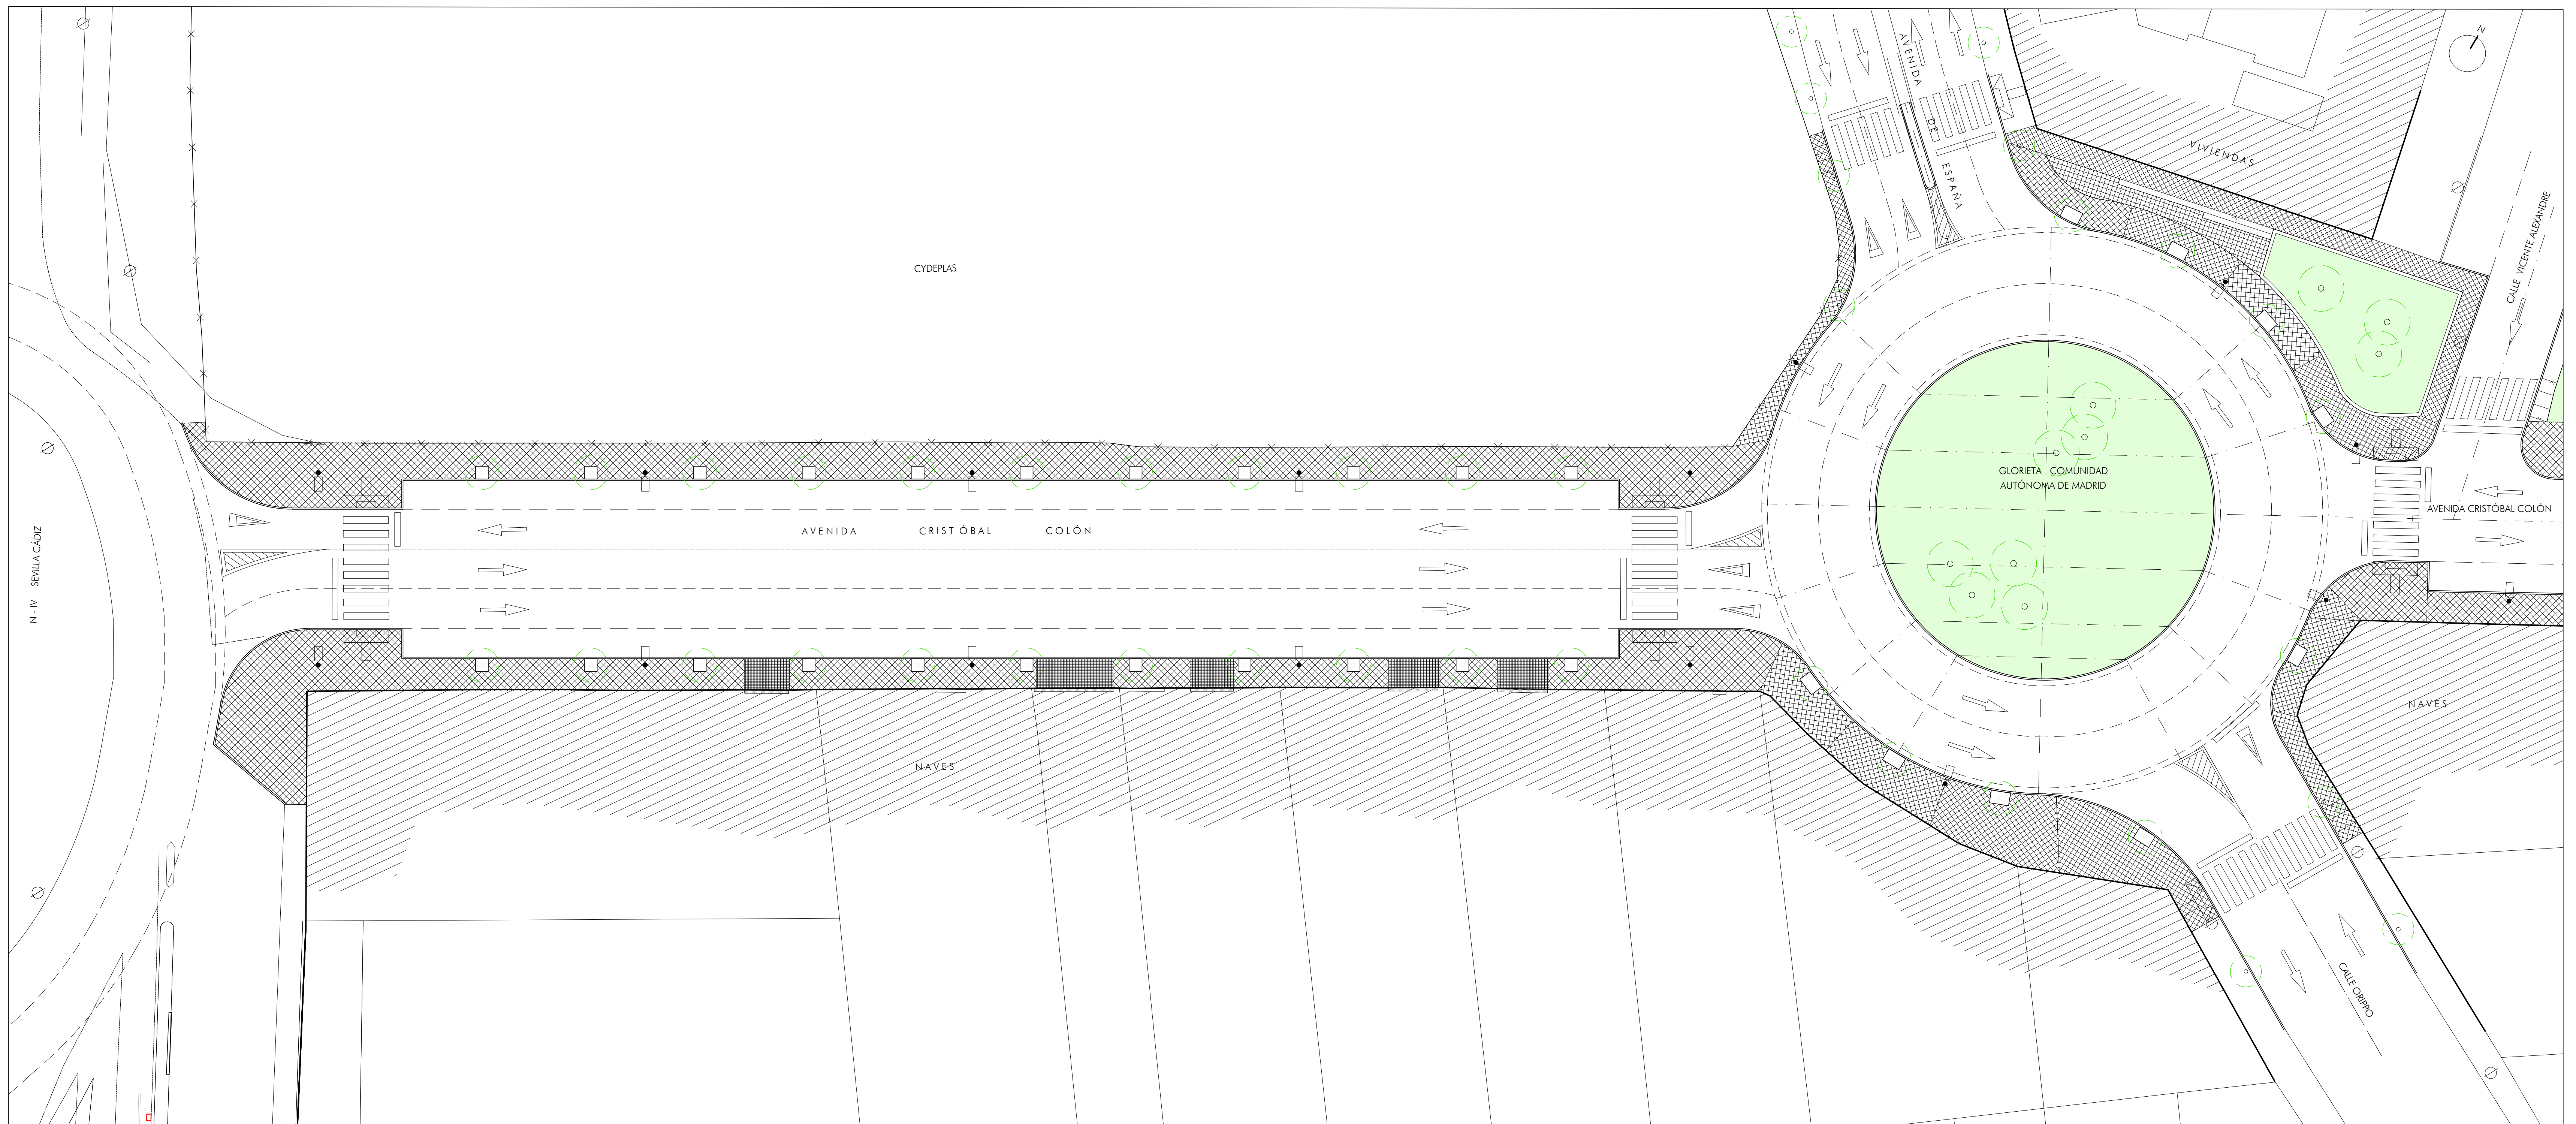 N
AVENIDA DE ESPAÑA
VIVIENDAS
CALLE VICENTE ALEIXANDRE
CYDEPLAS
GLORIETA COMUNIDAD
AUTÓNOMA DE MADRID
AVENIDA CRISTÓBAL COLÓN
AVENIDA CRISTÓBAL COLÓN
N - IV SEVILLA CÁDIZ
NAVES
NAVES
CALLE ORIPPO